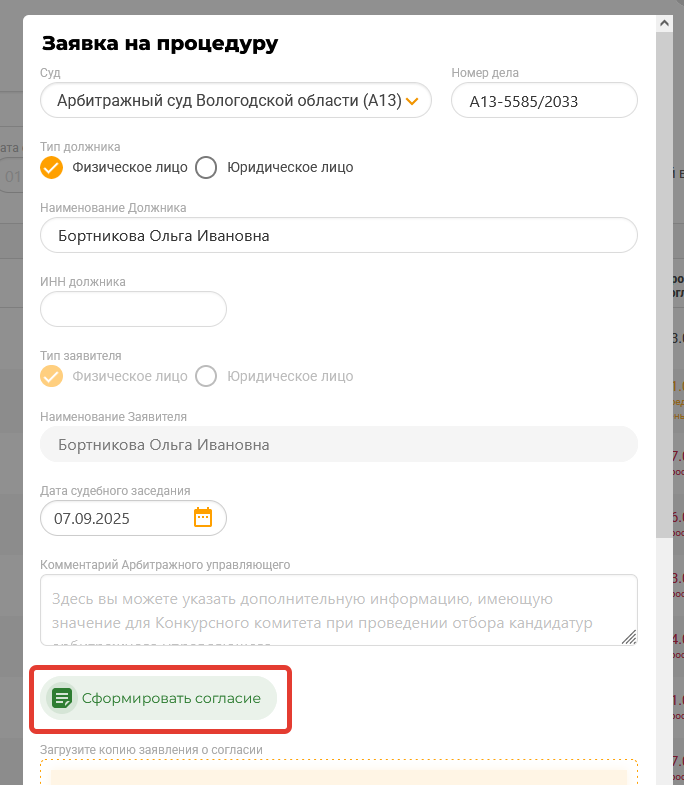 Заявка на процедуру
Суд
Номер дела
Арбитражный суд Вологодской области (А13)
А13-5585/2033
Тип должника
Физическое лицо
Юридическое лицо
Наименование Должника
Бортникова Ольга Ивановна
ИНН должника
Тип заявителя
Физическое лицо
Юридическое лицо
Наименование Заявителя
Бортникова Ольга Ивановна
Дата судебного заседания
07.09.2025
Комментарий Арбитражного управляющего
Здесь вы можете указать дополнительную информацию, имеющую
значение для Конкурсного комитета при проведении отбора кандидатур
Сформировать согласие
Загрузите копию заявления о согласии